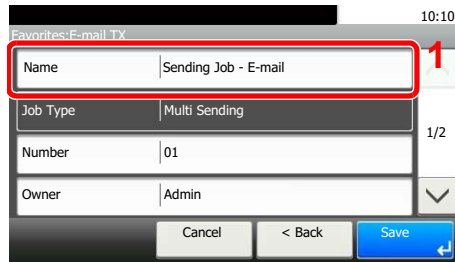 10:10
Favorites:E-mail TX
1
Name Sending Job - E-mail
Job Type Multi Sending
1/2
Number 01
Owner Admin
Cancel < Back Save